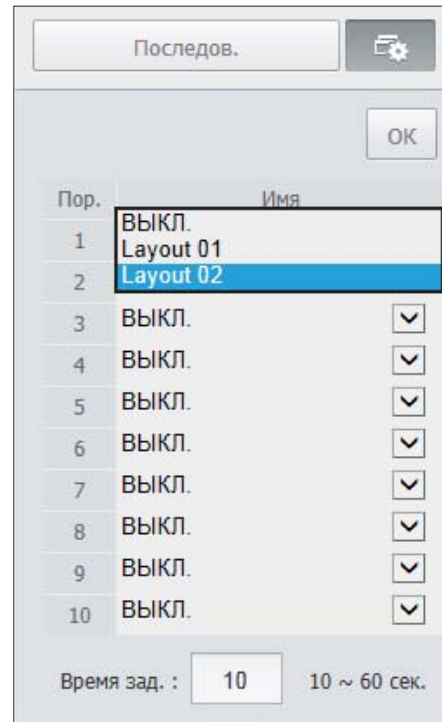 Последов.
OK
Пор. Имя
1 ВЫКЛ.
Layout 01
2 Layout 02
3 ВЫКЛ.
4 ВЫКЛ.
5 ВЫКЛ.
6 ВЫКЛ.
7 ВЫКЛ.
8 ВЫКЛ.
9 ВЫКЛ.
10 ВЫКЛ.
Время зад. : 10 10 ~ 60 сек.